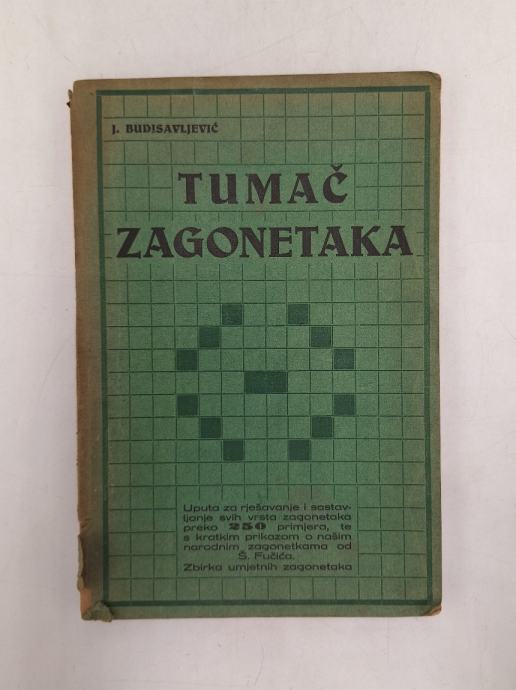 J. BUDISAVLJEVIĆ
TUMAČ
ZAGONETAKA
Uputa za rješavanje i sastav-
ljanje svih vrsta zagonetaka
preko 250 primjera, te
s kratkim prikazom o našim
narodnim zagonetkama od
Š. Fučića.
Zbirka umjetnih zagonetaka